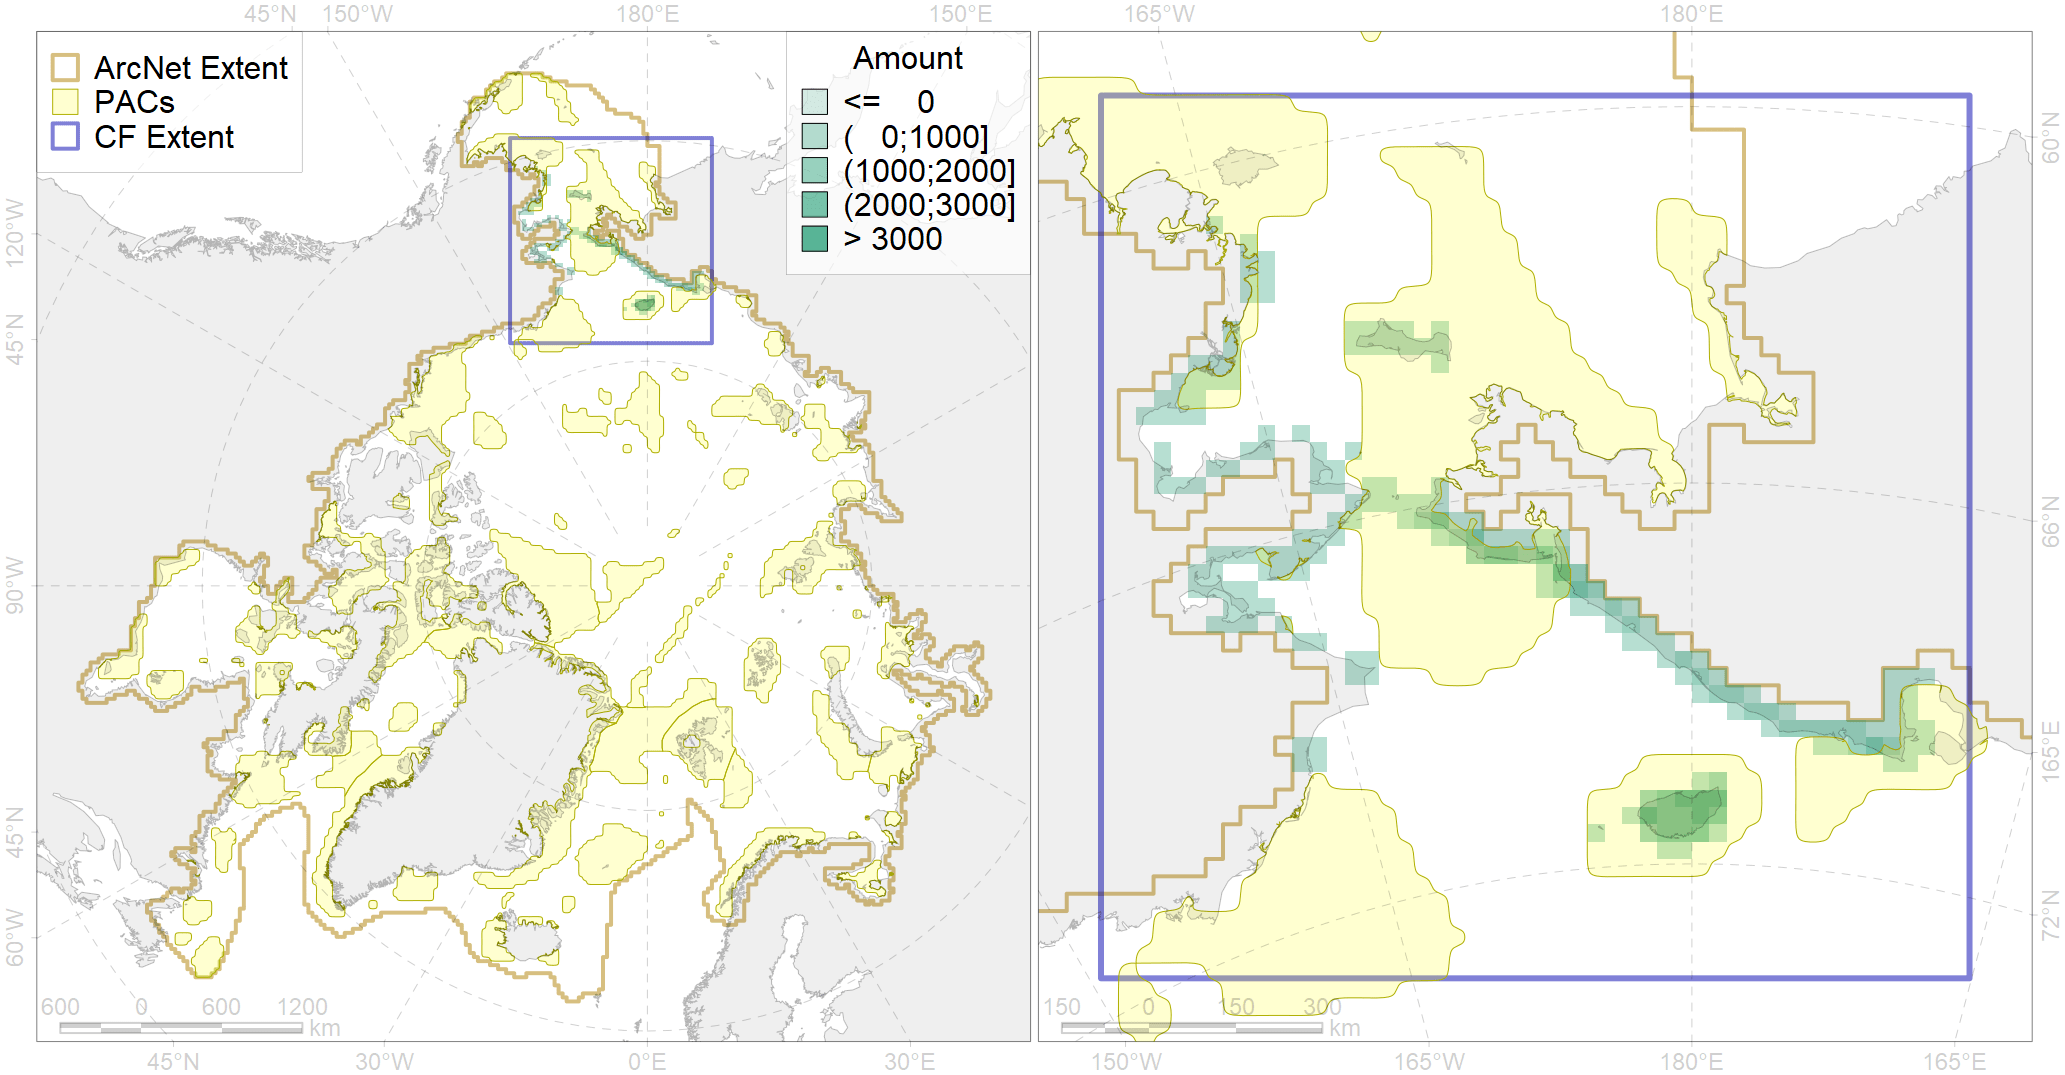 45°N 150°W 180°E 150°E 165°W 180°E
ArcNet Extent
PACs
CF Extent
Amount
<= 0
( 0;1000]
(1000;2000]
(2000;3000]
> 3000
120°W
45°N
90°W
45°N
60°W
60°N
66°N
165°E
72°N
600 0 600 1200
km
150 0 150 300
km
45°N 30°W 0°E 30°E 150°W 165°W 180°E 165°E